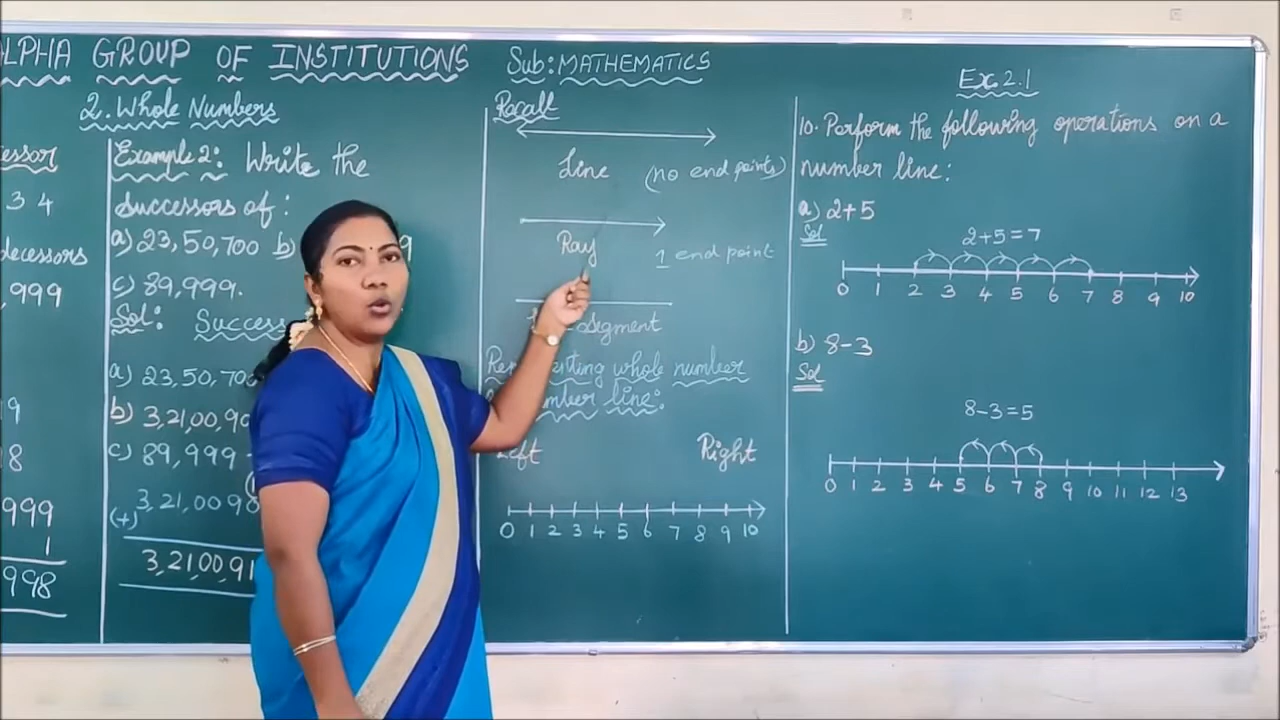 LPHA GROUP OF INSTITUTIONS Sub: MATHEMATICS
2. Whole Numbers
34
decessors
,999
9
8
999
1
998
Example 2: Write the
successors of:
a) 23,50,700 b) 9
c) 89,999.
Sol: Success
a) 23,50,70
b) 3,21,00,90
c) 89,999
3,21,0098
(+)
3,21,00,91
Recall
Line (no end points)
Ray 1 end point
Segment
Representing whole number
number line:
Left Right
0 1 2 3 4 5 6 7 8 9 10
Ex 2.1
10. Perform the following operations on a
number line:
a) 2+5
Sol
2+5=7
0 1 2 3 4 5 6 7 8 9 10
b) 8-3
Sol
8-3=5
0 1 2 3 4 5 6 7 8 9 10 11 12 13